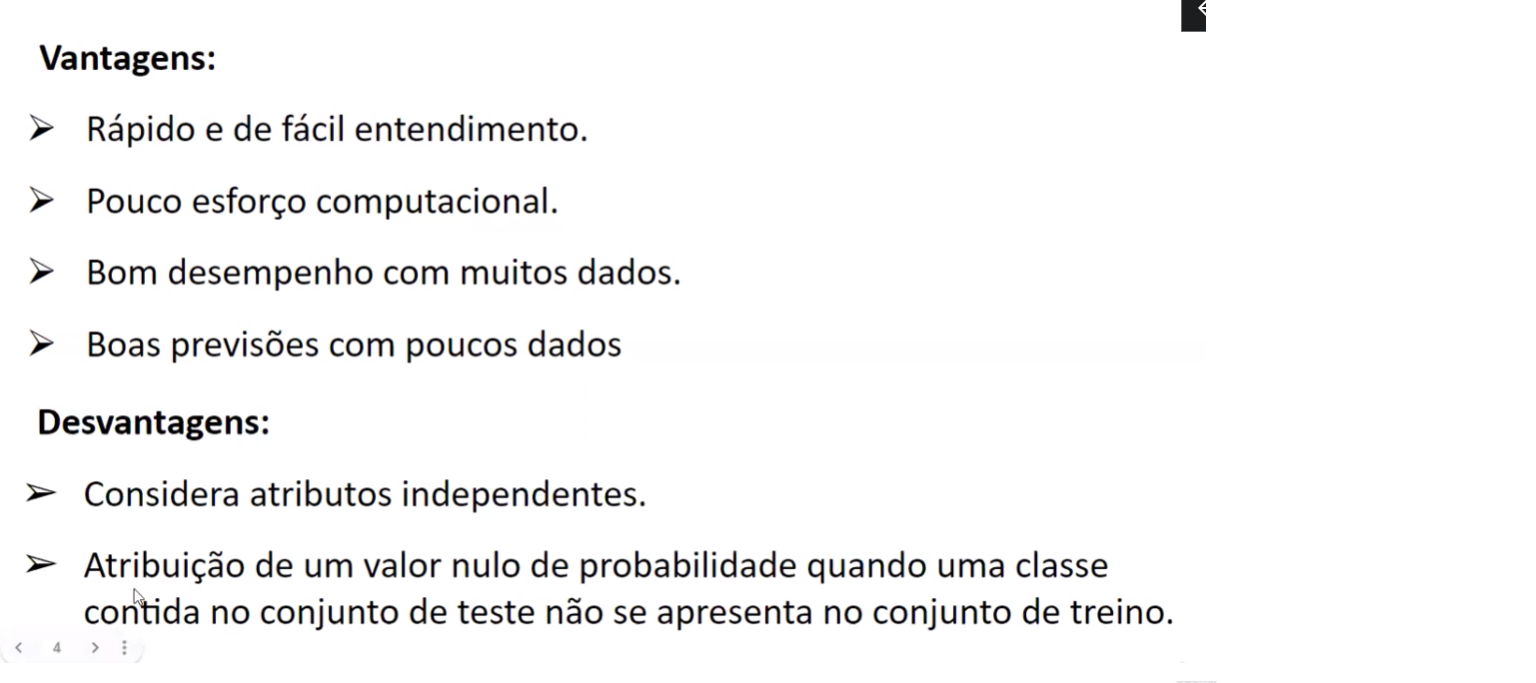 Vantagens:
➢ Rápido e de fácil entendimento.
➢ Pouco esforço computacional.
➢ Bom desempenho com muitos dados.
➢ Boas previsões com poucos dados
Desvantagens:
➢ Considera atributos independentes.
➢ Atribuição de um valor nulo de probabilidade quando uma classe
contida no conjunto de teste não se apresenta no conjunto de treino.
4